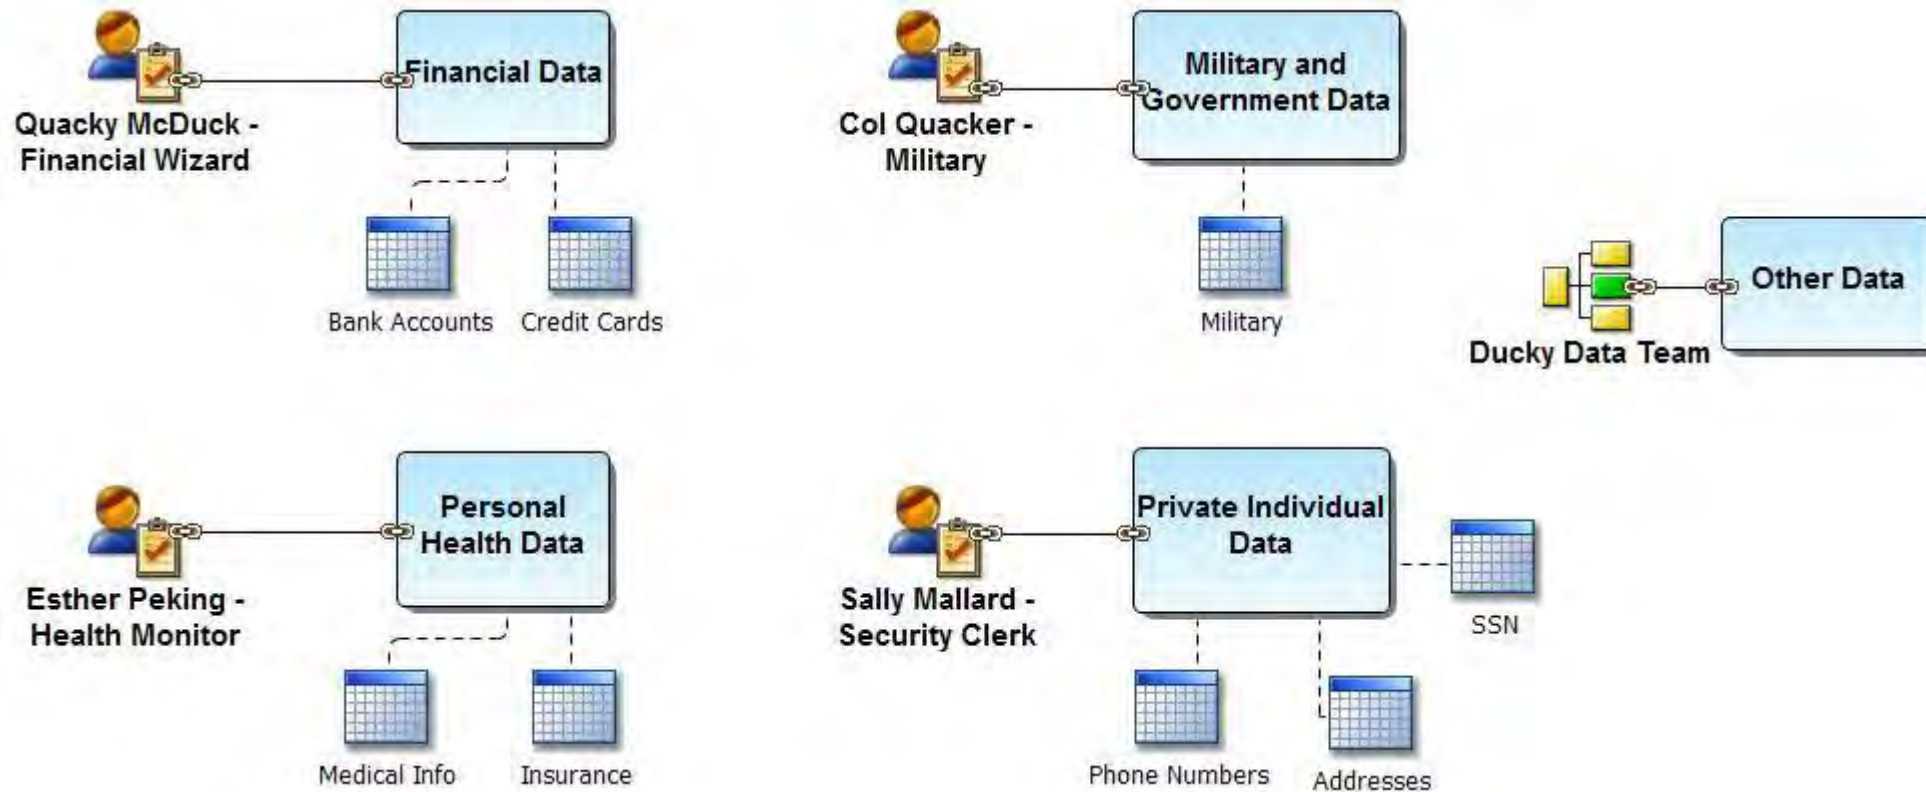 Financial Data
Quacky McDuck -
Financial Wizard
Bank Accounts
Credit Cards
Military and
Government Data
Col Quacker -
Military
Military
Other Data
Ducky Data Team
Personal
Health Data
Esther Peking -
Health Monitor
Medical Info
Insurance
Private Individual
Data
Sally Mallard -
Security Clerk
SSN
Phone Numbers
Addresses